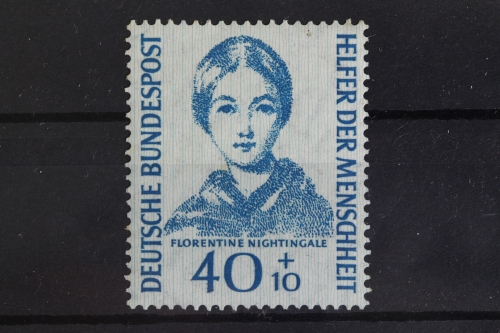 DEUTSCHE BUNDESPOST
HELFER DER MENSCHHEIT
FLORENTINE NIGHTINGALE
40 + 10